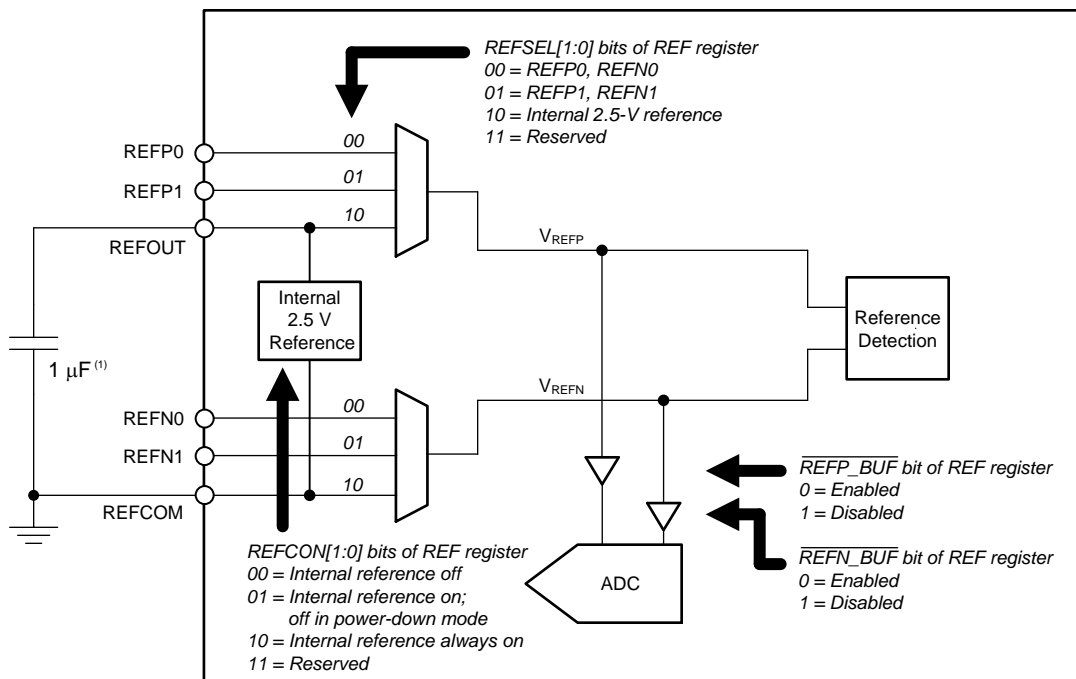 REFSEL[1:0] bits of REF register
00 = REFP0, REFN0
01 = REFP1, REFN1
10 = Internal 2.5-V reference
11 = Reserved
REFP0
00
REFP1
01
REFOUT
10
VREFP
Internal
2.5 V
Reference
Reference
Detection
1 µF (1)
VREFN
REFN0
00
REFN1
01
REFCOM
10
REFP_BUF bit of REF register
0 = Enabled
1 = Disabled
REFCON[1:0] bits of REF register
00 = Internal reference off
01 = Internal reference on;
off in power-down mode
10 = Internal reference always on
11 = Reserved
ADC
REFN_BUF bit of REF register
0 = Enabled
1 = Disabled